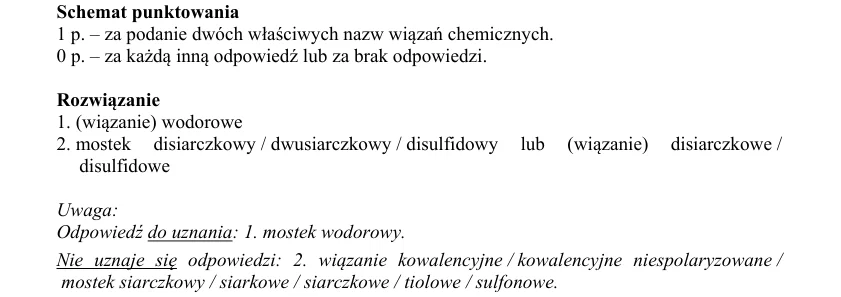 Schemat punktowania
1 p. – za podanie dwóch właściwych nazw wiązań chemicznych.
0 p. – za każdą inną odpowiedź lub za brak odpowiedzi.
Rozwiązanie
1. (wiązanie) wodorowe
2. mostek disiarczkowy / dwusiarczkowy / disulfidowy lub (wiązanie) disiarczkowe /
disulfidowe
Uwaga:
Odpowiedź do uznania: 1. mostek wodorowy.
Nie uznaje się odpowiedzi: 2. wiązanie kowalencyjne / kowalencyjne niespolaryzowane /
mostek siarczkowy / siarkowe / siarczkowe / tiolowe / sulfonowe.